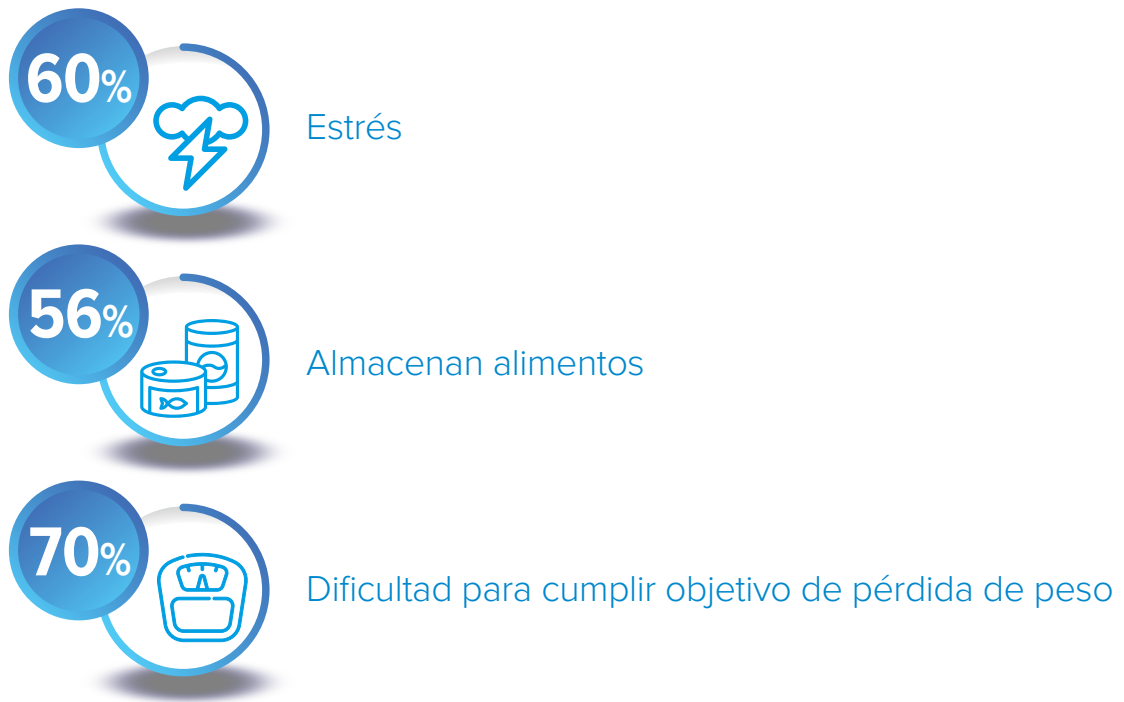 60%
Estrés
56%
Almacenan alimentos
70%
Dificultad para cumplir objetivo de pérdida de peso